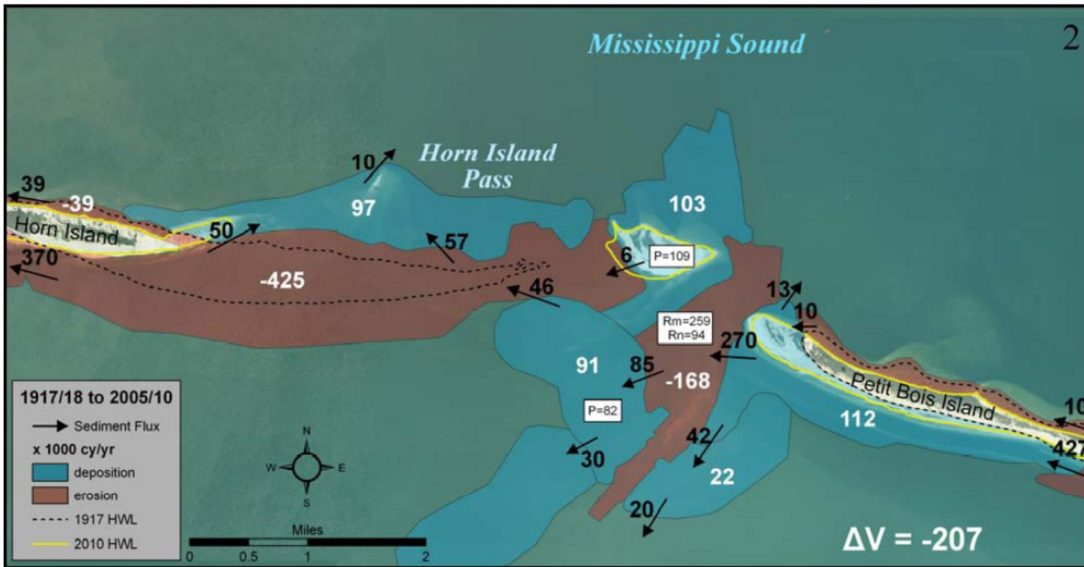 2
Mississippi Sound
Horn Island
Pass
10
39
-39
97
103
50
Horn Island
57
6
P=109
370
-425
46
13
10
Rm=259
Rn=94
270
91
85
-168
Petit Bois Island
P=82
112
10
427
42
30
22
20
1917/18 to 2005/10
Sediment Flux
x 1000 cy/yr
deposition
erosion
1917 HWL
2010 HWL
N
W E
S
Miles
0 0.5 1 2
ΔV = -207